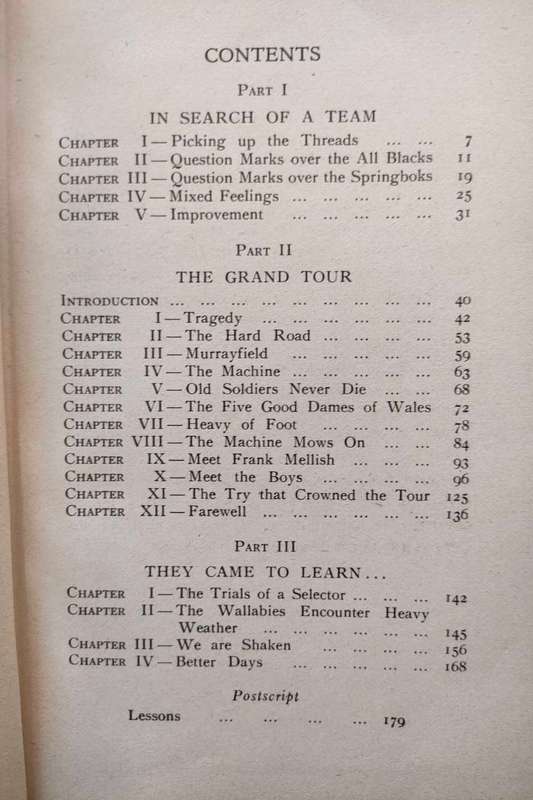 CONTENTS
PART I
IN SEARCH OF A TEAM
CHAPTER I — Picking up the Threads ... ... 7
CHAPTER II — Question Marks over the All Blacks 11
CHAPTER III — Question Marks over the Springboks 19
CHAPTER IV — Mixed Feelings ... ... ... ... ... 25
CHAPTER V — Improvement ... ... ... ... ... 31
PART II
THE GRAND TOUR
INTRODUCTION ... ... ... ... ... ... ... ... ... 40
CHAPTER I — Tragedy ... ... ... ... ... ... 42
CHAPTER II — The Hard Road ... ... ... ... 53
CHAPTER III — Murrayfield ... ... ... ... ... 59
CHAPTER IV — The Machine ... ... ... ... ... 63
CHAPTER V — Old Soldiers Never Die ... ... 68
CHAPTER VI — The Five Good Dames of Wales 72
CHAPTER VII — Heavy of Foot ... ... ... ... 78
CHAPTER VIII — The Machine Mows On ... ... 84
CHAPTER IX — Meet Frank Mellish ... ... ... 93
CHAPTER X — Meet the Boys ... ... ... ... 96
CHAPTER XI — The Try that Crowned the Tour 125
CHAPTER XII — Farewell ... ... ... ... ... ... 136
PART III
THEY CAME TO LEARN...
CHAPTER I — The Trials of a Selector ... ... ... 142
CHAPTER II — The Wallabies Encounter Heavy
Weather ... ... ... ... ... ... 145
CHAPTER III — We are Shaken ... ... ... ... 156
CHAPTER IV — Better Days ... ... ... ... ... 168
Postscript
Lessons ... ... ... ... 179